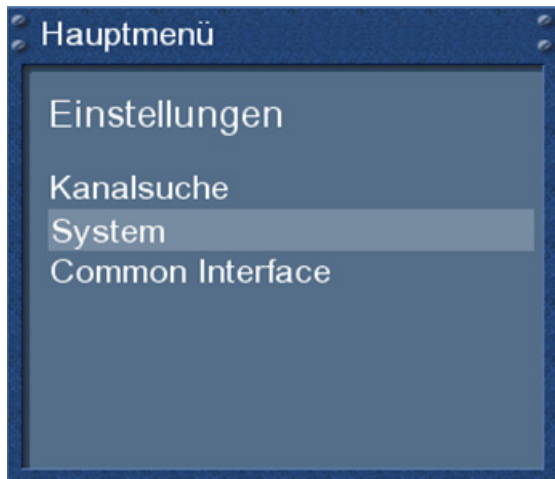 Hauptmenü
Einstellungen
Kanalsuche
System
Common Interface